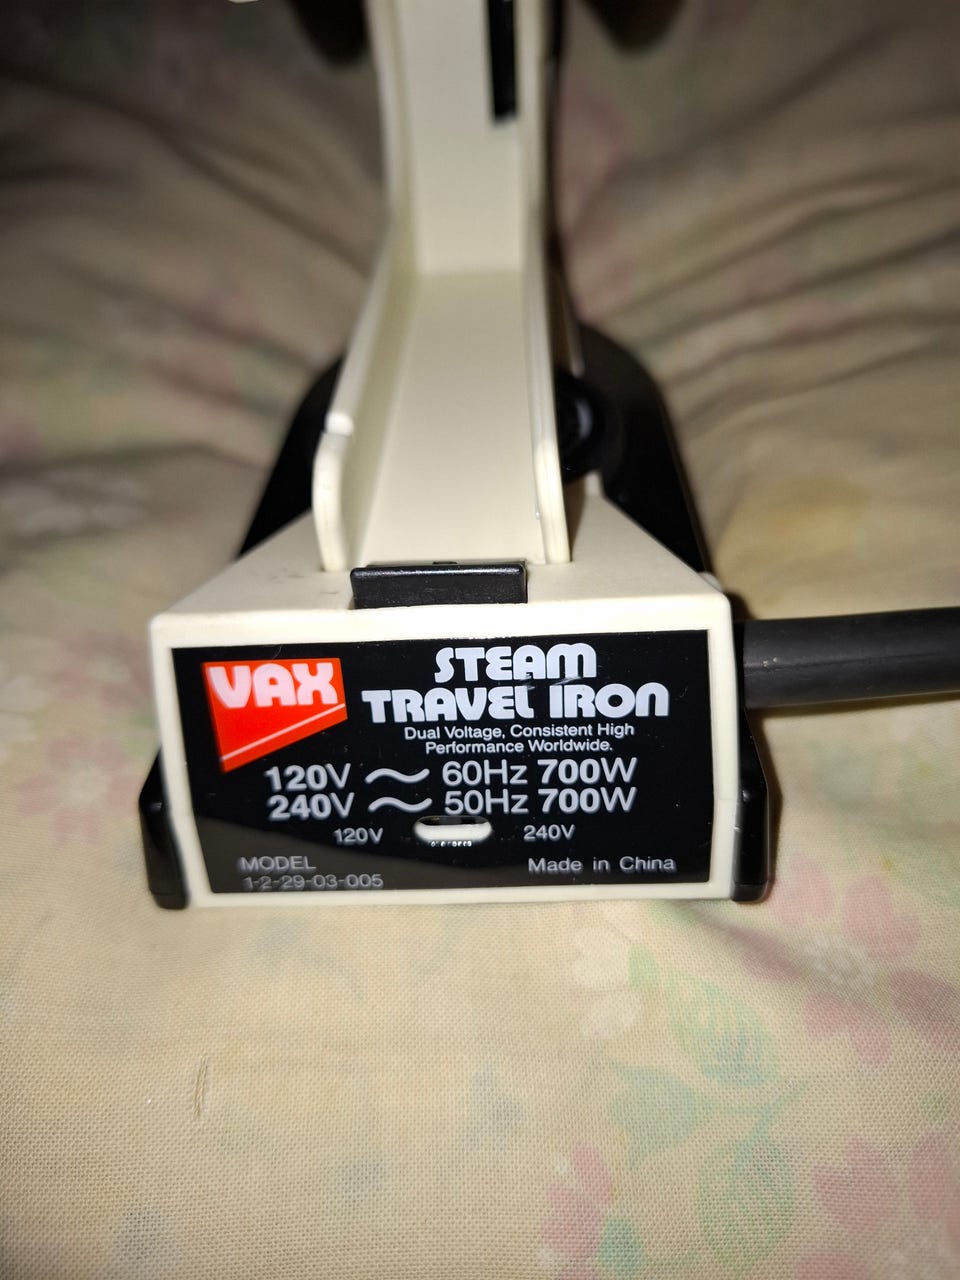 VAX
STEAM
TRAVEL IRON
Dual Voltage, Consistent High
Performance Worldwide.
120V ~ 60Hz 700W
240V ~ 50Hz 700W
120V 240V
MODEL
1-2-29-03-005
Made in China